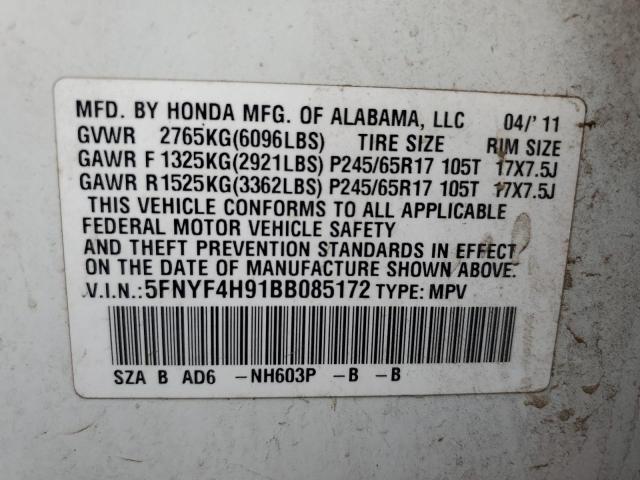 MFD. BY HONDA MFG. OF ALABAMA, LLC 04/' 11
GVWR 2765KG(6096LBS) TIRE SIZE RIM SIZE
GAWR F 1325KG(2921LBS) P245/65R17 105T 17X7.5J
GAWR R 1525KG(3362LBS) P245/65R17 105T 17X7.5J
THIS VEHICLE CONFORMS TO ALL APPLICABLE
FEDERAL MOTOR VEHICLE SAFETY
AND THEFT PREVENTION STANDARDS IN EFFECT
ON THE DATE OF MANUFACTURE SHOWN ABOVE.
V.I.N.: 5FNYF4H91BB085172 TYPE: MPV
SZA B AD6 -NH603P -B -B